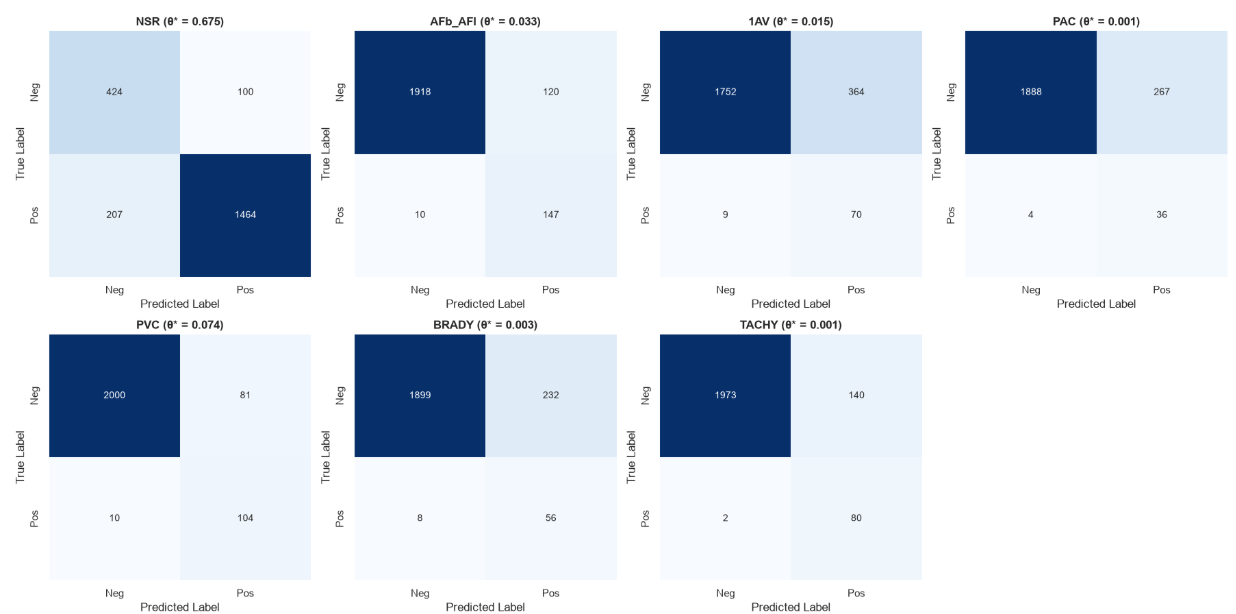 NSR (θ* = 0.675)
Neg
424
100
True Label
Pos
207
1464
Neg
Pos
Predicted Label
AFb_AFl (θ* = 0.033)
Neg
1918
120
True Label
Pos
10
147
Neg
Pos
Predicted Label
1AV (θ* = 0.015)
Neg
1752
364
True Label
Pos
9
70
Neg
Pos
Predicted Label
PAC (θ* = 0.001)
Neg
1888
267
True Label
Pos
4
36
Neg
Pos
Predicted Label
PVC (θ* = 0.074)
Neg
2000
81
True Label
Pos
10
104
Neg
Pos
Predicted Label
BRADY (θ* = 0.003)
Neg
1899
232
True Label
Pos
8
56
Neg
Pos
Predicted Label
TACHY (θ* = 0.001)
Neg
1973
140
True Label
Pos
2
80
Neg
Pos
Predicted Label